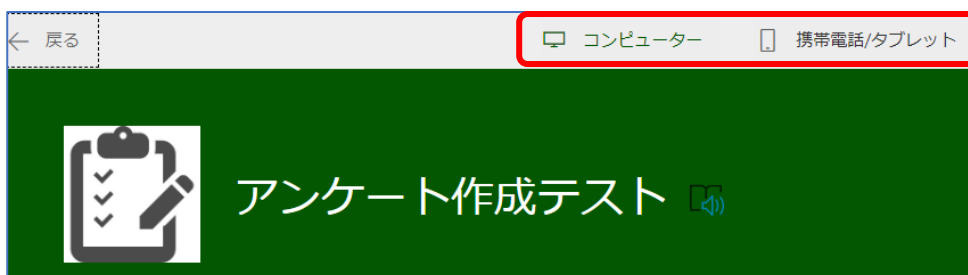 戻る
コンピューター
携帯電話/タブレット
アンケート作成テスト